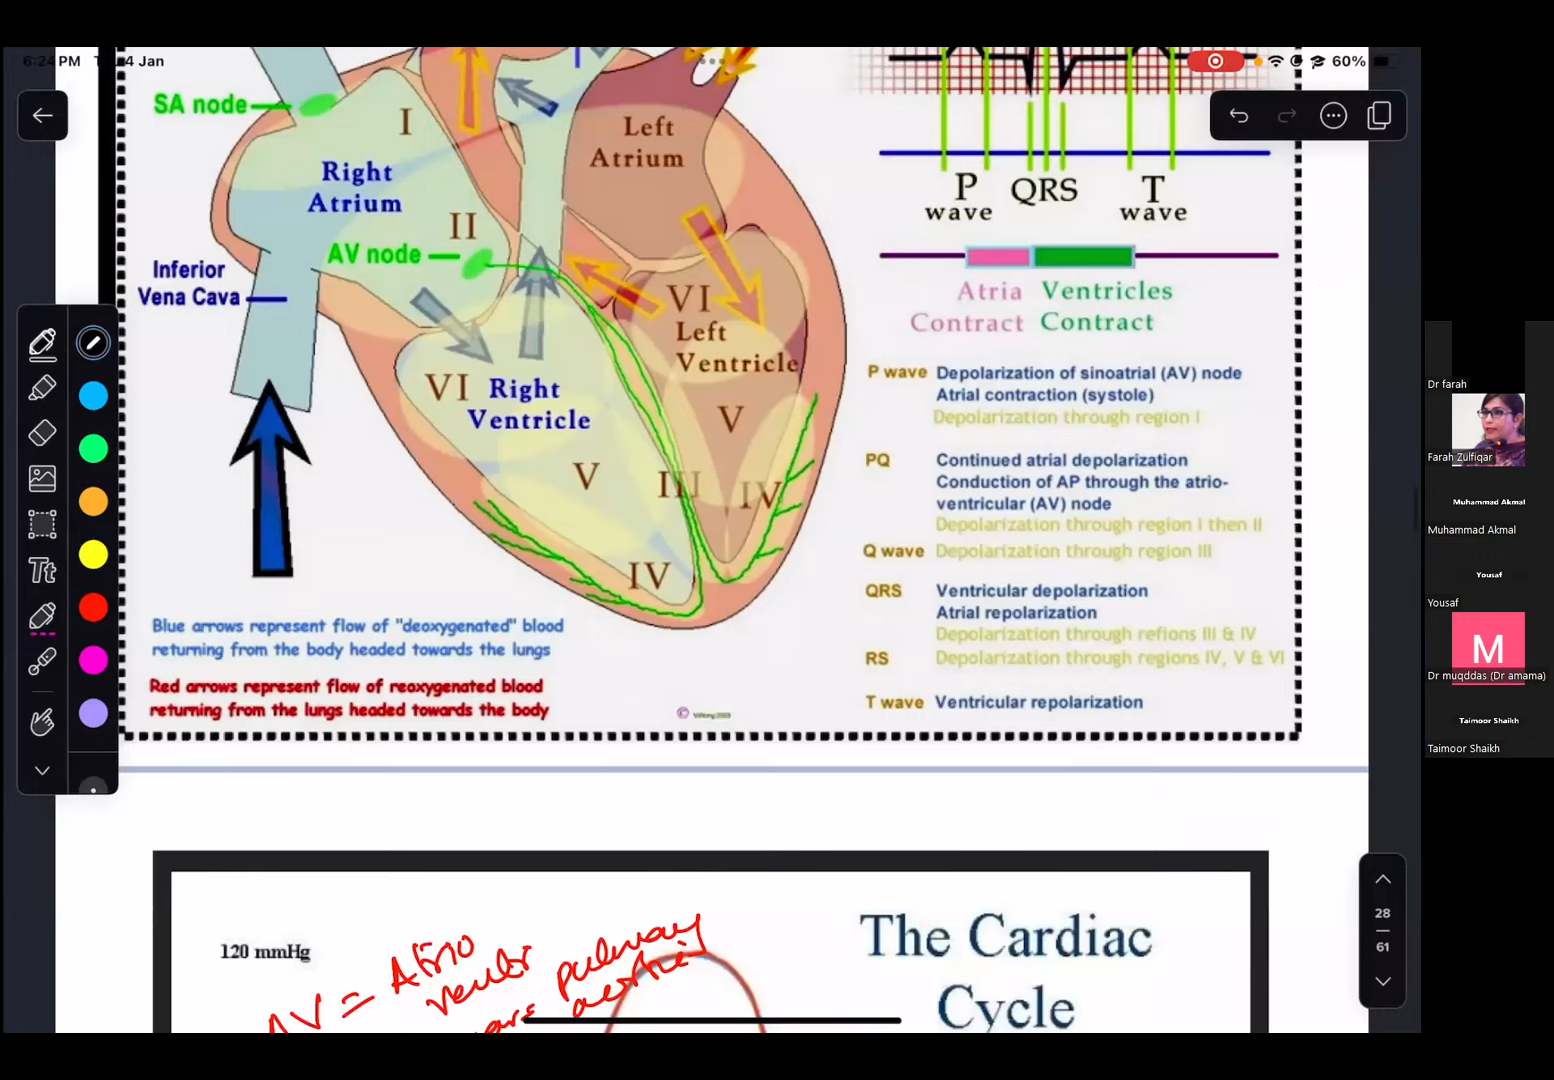 6:24 PM
4 Jan
60%
SA node
I
Left
Atrium
Right
Atrium
II
AV node
Inferior
Vena Cava
VI
Left
Ventricle
VI
Right
Ventricle
V
V
III
IV
IV
P
wave
QRS
T
wave
Atria
Contract
Ventricles
Contract
P wave Depolarization of sinoatrial (AV) node
Atrial contraction (systole)
Depolarization through region I
PQ Continued atrial depolarization
Conduction of AP through the atrio-
ventricular (AV) node
Depolarization through region I then II
Q wave Depolarization through region III
QRS Ventricular depolarization
Atrial repolarization
Depolarization through refions III & IV
RS Depolarization through regions IV, V & VI
T wave Ventricular repolarization
Blue arrows represent flow of "deoxygenated" blood
returning from the body headed towards the lungs
Red arrows represent flow of reoxygenated blood
returning from the lungs headed towards the body
Tt
28
61
120 mmHg
AV = Atrio
The Cardiac
Cycle
Dr farah
Farah Zulfiqar
Muhammad Akmal
Muhammad Akmal
Yousaf
Yousaf
M
Dr muqddas (Dr amama)
Taimoor Shaikh
Taimoor Shaikh